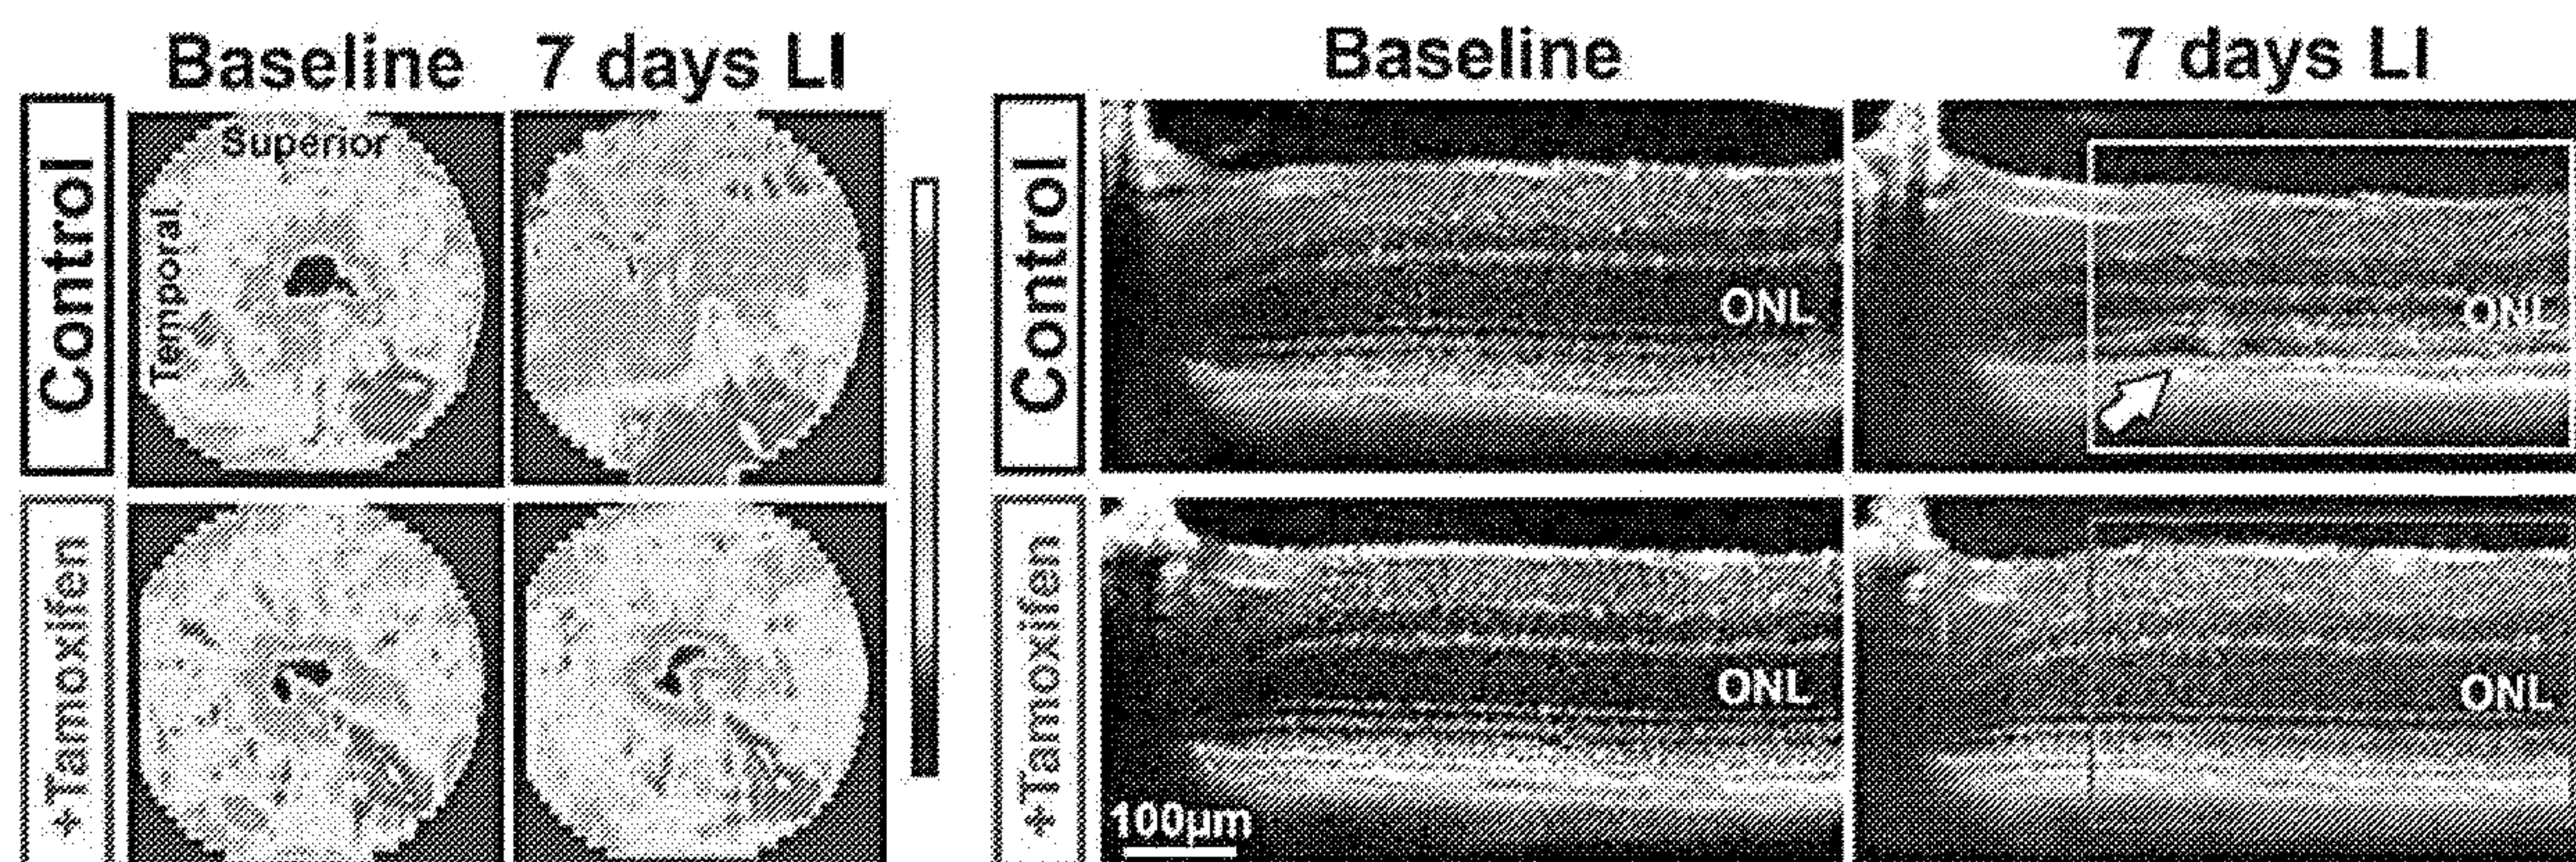 Baseline 7 days LI
Control
Superior
Temporal
+Tamoxifen
Baseline 7 days LI
Control
ONL
ONL
+Tamoxifen
ONL
ONL
100µm